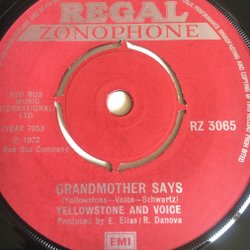 REGAL
ZONOPHONE
RED BUS
MUSIC
INTERNATIONAL
LTD.
7YEAR 7053
℗ 1972
Red Bus Company
RZ 3065
GRANDMOTHER SAYS
(Yellowstone—Voice—Schwartz)
YELLOWSTONE AND VOICE
Produced by E. Elias/R. Danova
EMI